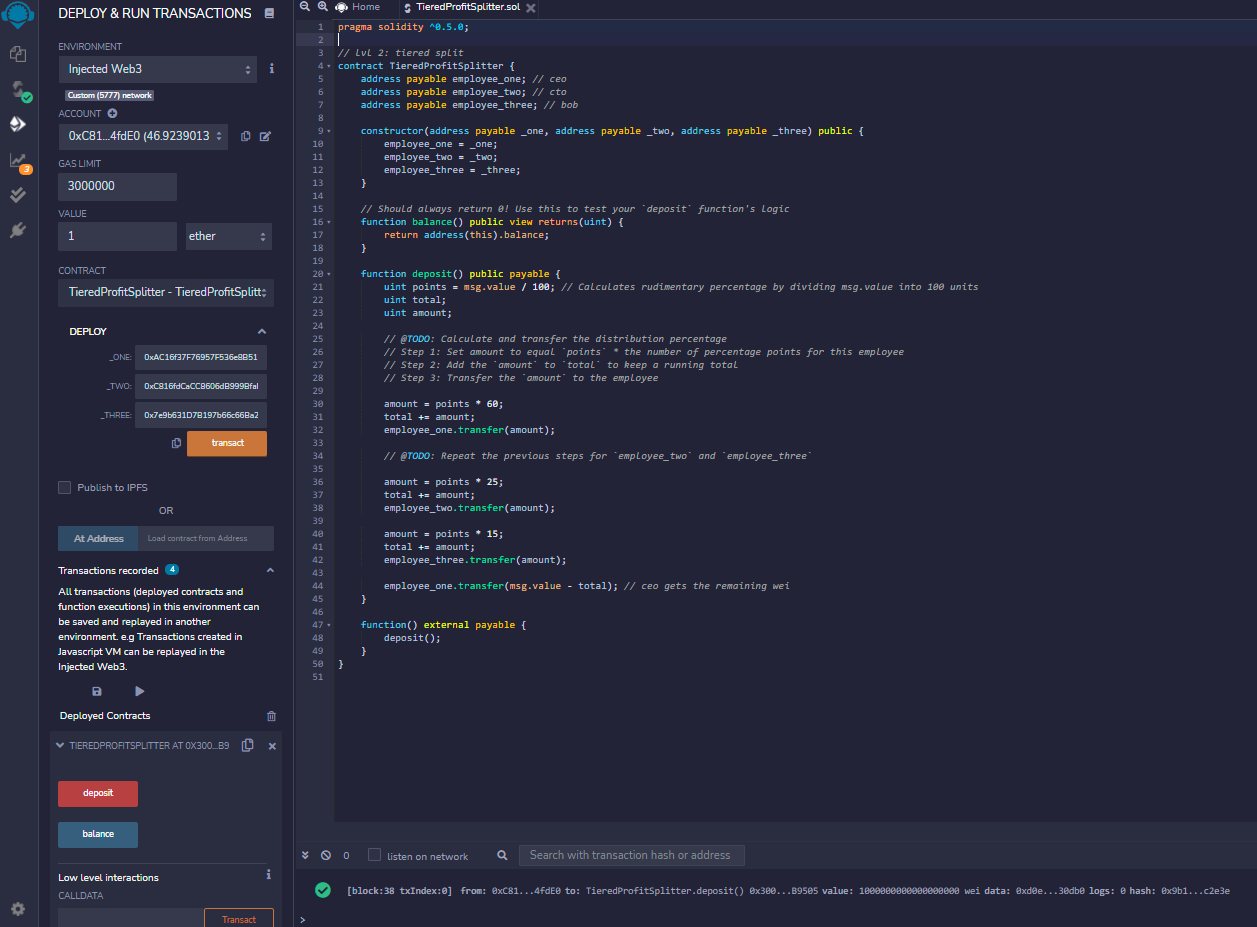 DEPLOY & RUN TRANSACTIONS
ENVIRONMENT
Injected Web3
Custom (5777) network
ACCOUNT
0xC81...4fdE0 (46.9239013
GAS LIMIT
3000000
VALUE
1
ether
CONTRACT
TieredProfitSplitter - TieredProfitSplitt
DEPLOY
_ONE: 0xAC16f37F76957F536e8B51
_TWO: 0xC816fdCaCC8606dB999Bfal
_THREE: 0x7e9b631D7B197b66c66Ba2
transact
Publish to IPFS
OR
At Address
Load contract from Address
Transactions recorded 4
All transactions (deployed contracts and
function executions) in this environment can
be saved and replayed in another
environment. e.g Transactions created in
Javascript VM can be replayed in the
Injected Web3.
Deployed Contracts
TIEREDPROFITSPLITTER AT 0X300...B9
deposit
balance
Low level interactions
CALLDATA
Transact
3
Home
TieredProfitSplitter.sol
1 pragma solidity ^0.5.0;
2
3 // lvl 2: tiered split
4 contract TieredProfitSplitter {
5 address payable employee_one; // ceo
6 address payable employee_two; // cto
7 address payable employee_three; // bob
8
9 constructor(address payable _one, address payable _two, address payable _three) public {
10 employee_one = _one;
11 employee_two = _two;
12 employee_three = _three;
13 }
14
15 // Should always return 0! Use this to test your `deposit` function's logic
16 function balance() public view returns(uint) {
17 return address(this).balance;
18 }
19
20 function deposit() public payable {
21 uint points = msg.value / 100; // Calculates rudimentary percentage by dividing msg.value into 100 units
22 uint total;
23 uint amount;
24
25 // @TODO: Calculate and transfer the distribution percentage
26 // Step 1: Set amount to equal `points` * the number of percentage points for this employee
27 // Step 2: Add the `amount` to `total` to keep a running total
28 // Step 3: Transfer the `amount` to the employee
29
30 amount = points * 60;
31 total += amount;
32 employee_one.transfer(amount);
33
34 // @TODO: Repeat the previous steps for `employee_two` and `employee_three`
35
36 amount = points * 25;
37 total += amount;
38 employee_two.transfer(amount);
39
40 amount = points * 15;
41 total += amount;
42 employee_three.transfer(amount);
43
44 employee_one.transfer(msg.value - total); // ceo gets the remaining wei
45 }
46
47 function() external payable {
48 deposit();
49 }
50 }
51
0
listen on network
Search with transaction hash or address
[block:38 txIndex:0] from: 0xC81...4fdE0 to: TieredProfitSplitter.deposit() 0x300...B9505 value: 1000000000000000000 wei data: 0xd0e...30db0 logs: 0 hash: 0x9b1...c2e3e
>